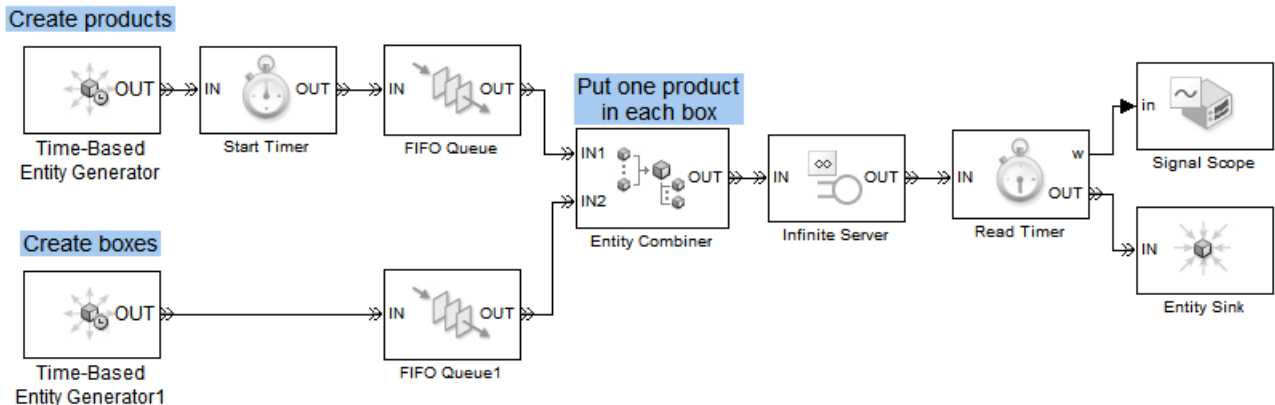 Create products
OUT
Time-Based
Entity Generator
IN
OUT
Start Timer
IN
OUT
FIFO Queue
Put one product
in each box
IN1
IN2
OUT
Entity Combiner
IN
∞
OUT
Infinite Server
IN
w
OUT
Read Timer
in
Signal Scope
IN
Entity Sink
Create boxes
OUT
Time-Based
Entity Generator1
IN
OUT
FIFO Queue1